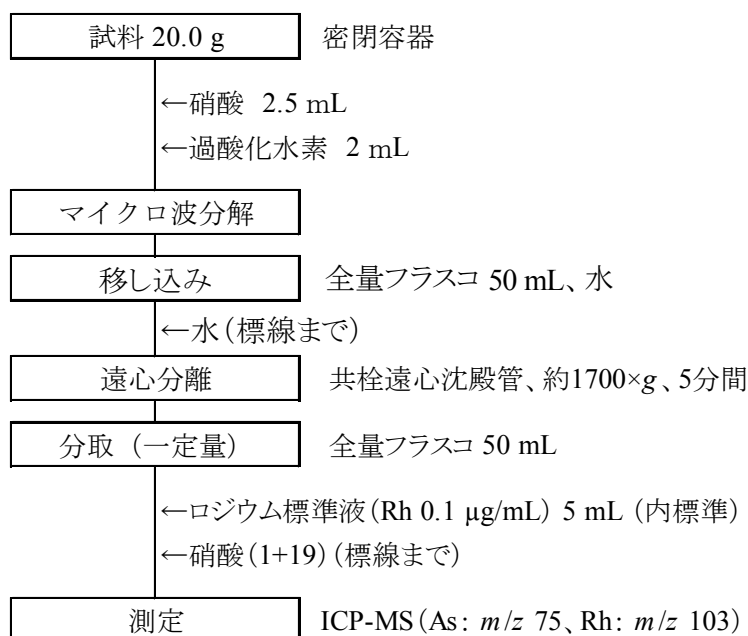 試料 20.0 g 密閉容器
←硝酸 2.5 mL
←過酸化水素 2 mL
マイクロ波分解
移し込み 全量フラスコ 50 mL、水
←水(標線まで)
遠心分離 共栓遠心沈殿管、約1700×g、5分間
分取(一定量) 全量フラスコ 50 mL
←ロジウム標準液(Rh 0.1 µg/mL) 5 mL (内標準)
←硝酸(1+19)(標線まで)
測定 ICP-MS(As: m/z 75、Rh: m/z 103)